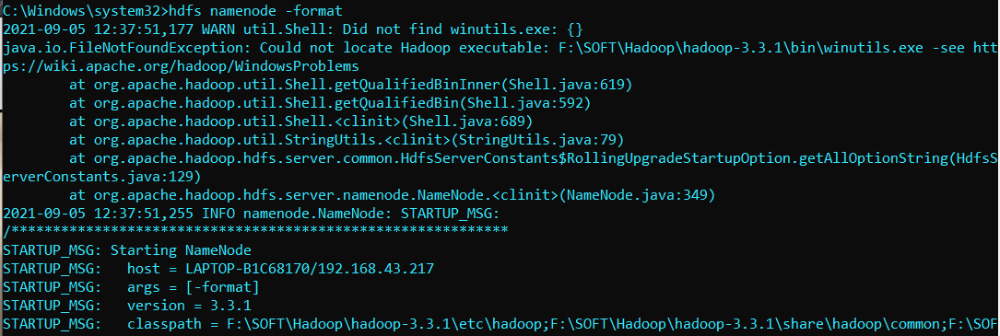 C:\Windows\system32>hdfs namenode -format
2021-09-05 12:37:51,177 WARN util.Shell: Did not find winutils.exe: {}
java.io.FileNotFoundException: Could not locate Hadoop executable: F:\SOFT\Hadoop\hadoop-3.3.1\bin\winutils.exe -see htt
ps://wiki.apache.org/hadoop/WindowsProblems
        at org.apache.hadoop.util.Shell.getQualifiedBinInner(Shell.java:619)
        at org.apache.hadoop.util.Shell.getQualifiedBin(Shell.java:592)
        at org.apache.hadoop.util.Shell.<clinit>(Shell.java:689)
        at org.apache.hadoop.util.StringUtils.<clinit>(StringUtils.java:79)
        at org.apache.hadoop.hdfs.server.common.HdfsServerConstants$RollingUpgradeStartupOption.getAllOptionString(HdfsS
erverConstants.java:129)
        at org.apache.hadoop.hdfs.server.namenode.NameNode.<clinit>(NameNode.java:349)
2021-09-05 12:37:51,255 INFO namenode.NameNode: STARTUP_MSG:
/************************************************************
STARTUP_MSG: Starting NameNode
STARTUP_MSG:   host = LAPTOP-B1C68170/192.168.43.217
STARTUP_MSG:   args = [-format]
STARTUP_MSG:   version = 3.3.1
STARTUP_MSG:   classpath = F:\SOFT\Hadoop\hadoop-3.3.1\etc\hadoop;F:\SOFT\Hadoop\hadoop-3.3.1\share\hadoop\common;F:\SOF